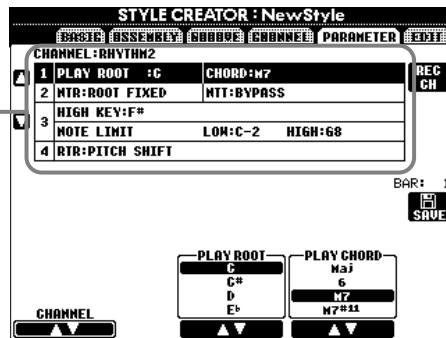 STYLE CREATOR : NewStyle
BASIC ASSEMBLY GROOVE CHANNEL PARAMETER EDIT
CHANNEL:RHYTHM2
1 PLAY ROOT :C CHORD:M7
2 NTR:ROOT FIXED NTT:BYPASS
3 HIGH KEY:F#
NOTE LIMIT LOW:C-2 HIGH:G8
4 RTR:PITCH SHIFT
REC
CH
BAR: 1
SAVE
PLAY ROOT PLAY CHORD
C Maj
C# 6
D M7
E♭ M7#11
CHANNEL